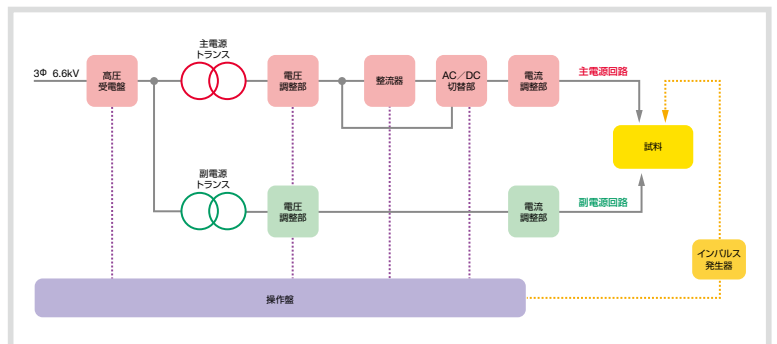 3Φ 6.6kV
高圧
受電盤
主電源
トランス
電圧
調整部
整流器
AC／DC
切替部
電流
調整部
主電源回路
試料
副電源
トランス
電圧
調整部
電流
調整部
副電源回路
インパルス
発生器
操作盤